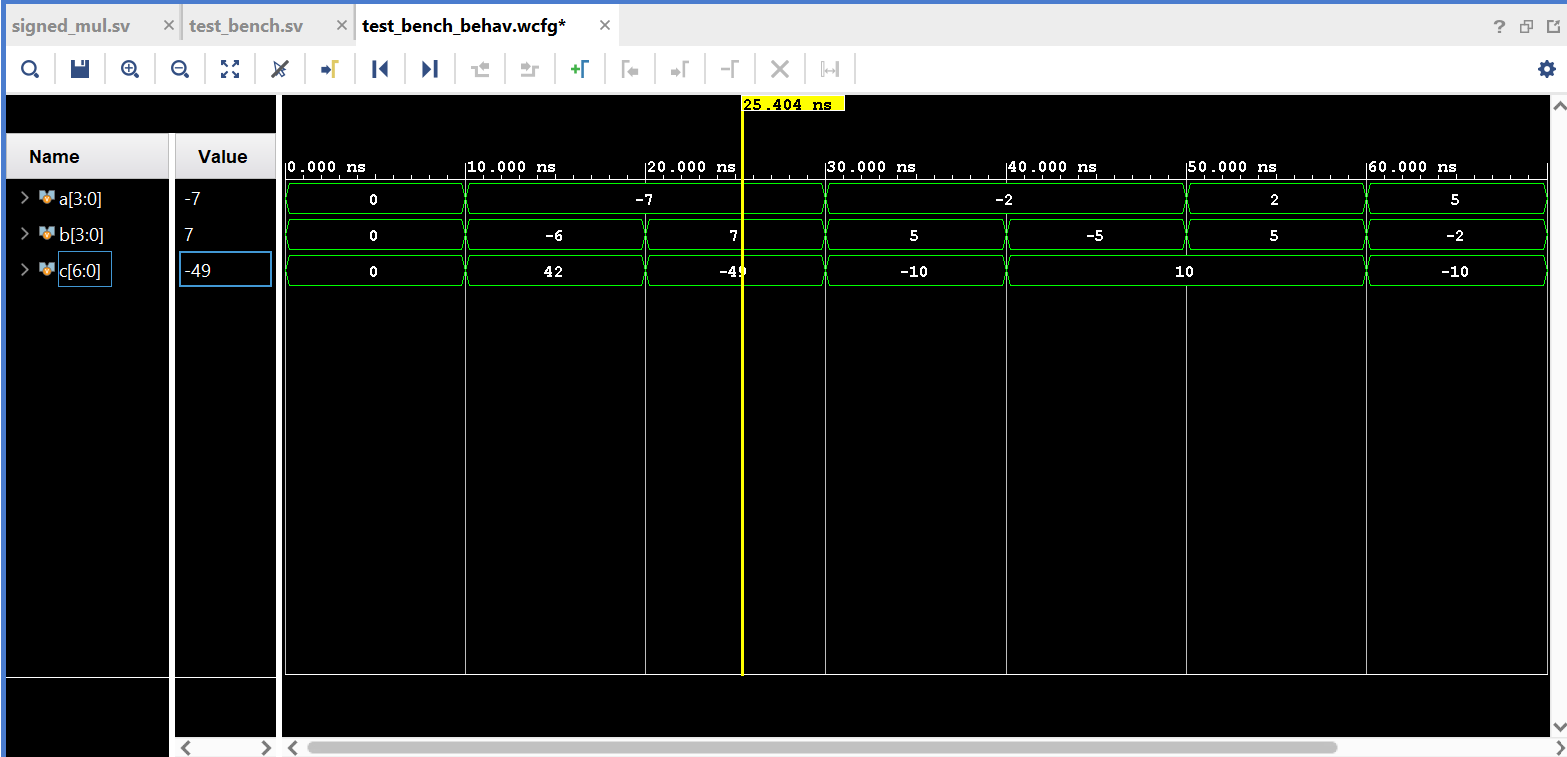 signed_mul.sv × test_bench.sv × test_bench_behav.wcfg* ×
?
25.404 ns
Name Value
0.000 ns 10.000 ns 20.000 ns 30.000 ns 40.000 ns 50.000 ns 60.000 ns
a[3:0] -7 0 -7 -2 2 5
b[3:0] 7 0 -6 7 5 -5 5 -2
c[6:0] -49 0 42 -49 -10 10 -10